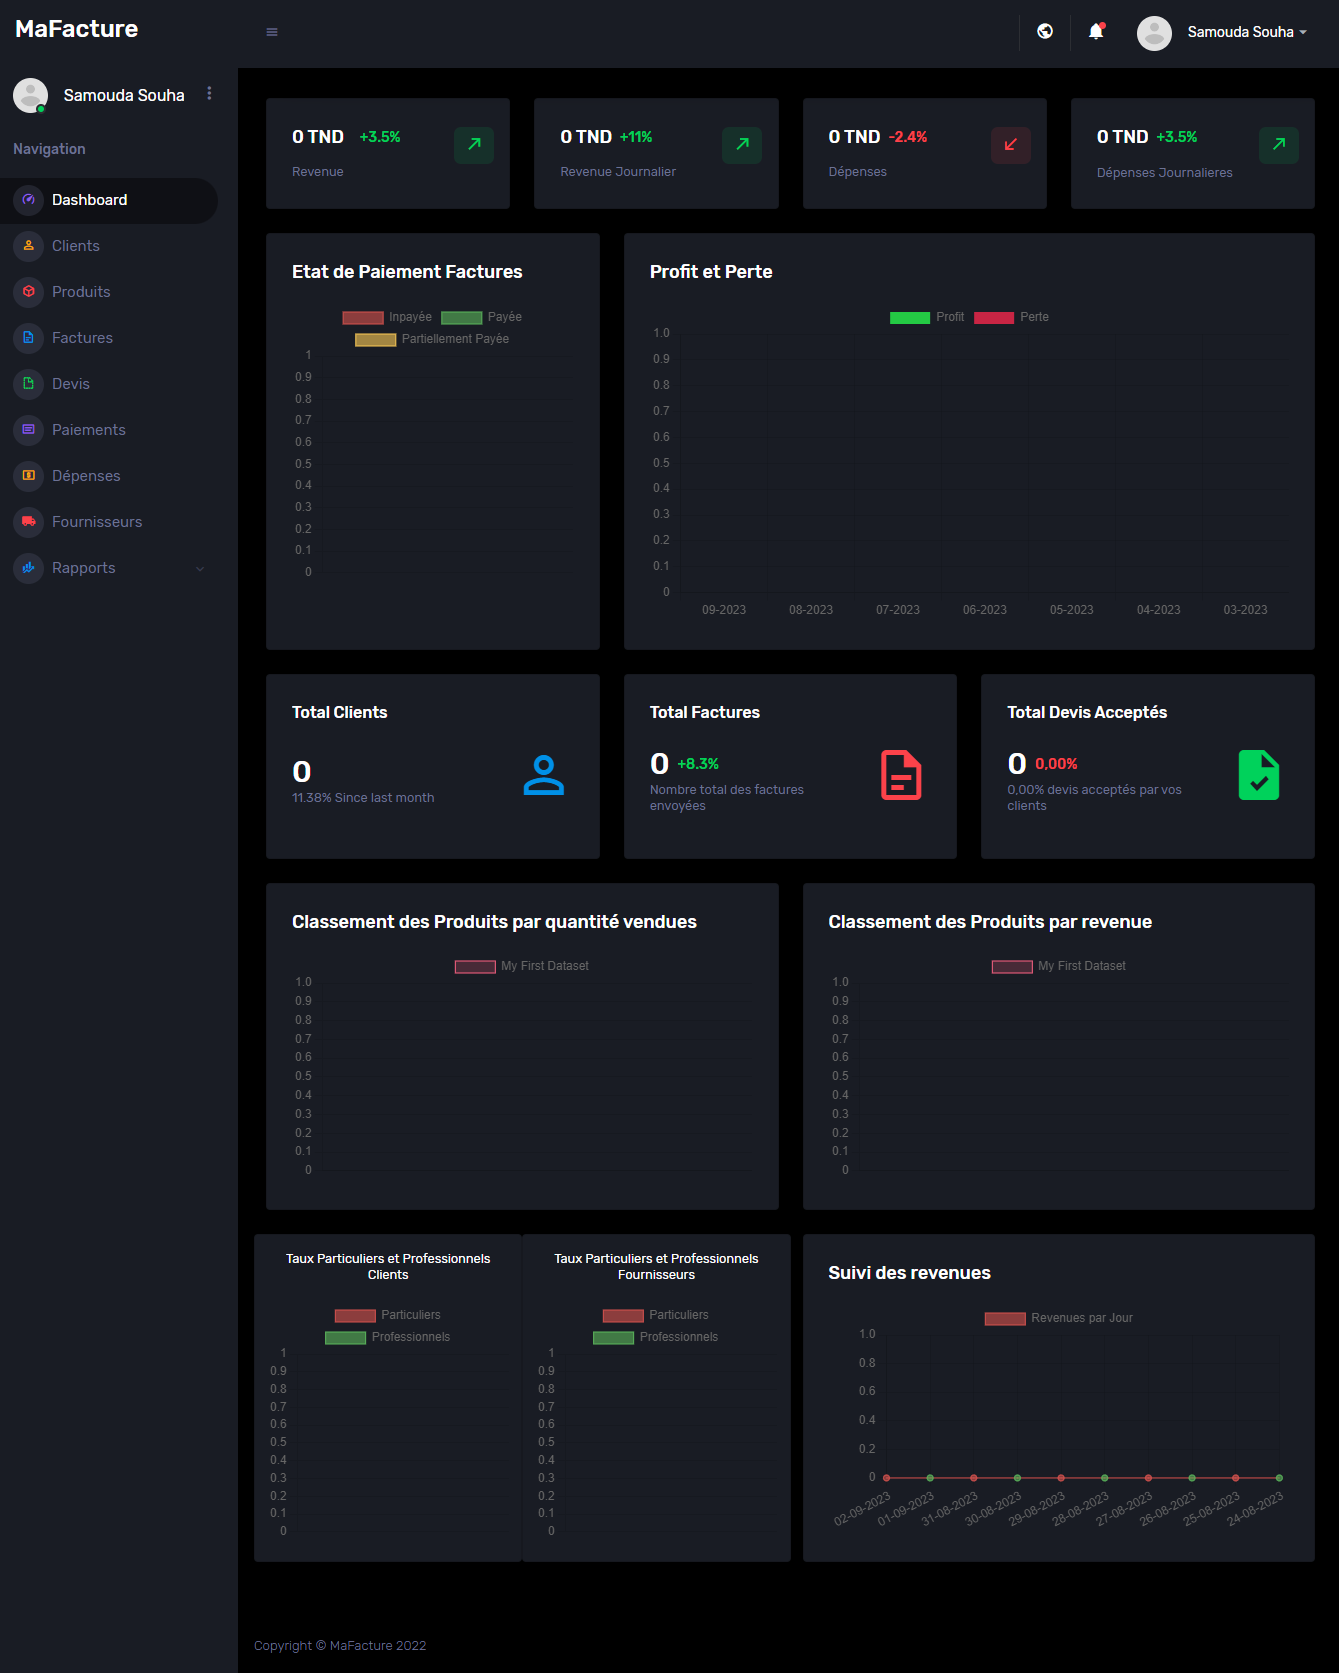 MaFacture
Samouda Souha
Samouda Souha
Navigation
Dashboard
Clients
Produits
Factures
Devis
Paiements
Dépenses
Fournisseurs
Rapports
0 TND +3.5%
Revenue
0 TND +11%
Revenue Journalier
0 TND -2.4%
Dépenses
0 TND +3.5%
Dépenses Journalieres
Etat de Paiement Factures
Inpayée Payée
Partiellement Payée
1
0.9
0.8
0.7
0.6
0.5
0.4
0.3
0.2
0.1
0
Profit et Perte
Profit Perte
1.0
0.9
0.8
0.7
0.6
0.5
0.4
0.3
0.2
0.1
0
09-2023 08-2023 07-2023 06-2023 05-2023 04-2023 03-2023
Total Clients
0
11.38% Since last month
Total Factures
0 +8.3%
Nombre total des factures
envoyées
Total Devis Acceptés
0 0,00%
0,00% devis acceptés par vos
clients
Classement des Produits par quantité vendues
My First Dataset
1.0
0.9
0.8
0.7
0.6
0.5
0.4
0.3
0.2
0.1
0
Classement des Produits par revenue
My First Dataset
1.0
0.9
0.8
0.7
0.6
0.5
0.4
0.3
0.2
0.1
0
Taux Particuliers et Professionnels
Clients
Particuliers
Professionnels
1
0.9
0.8
0.7
0.6
0.5
0.4
0.3
0.2
0.1
0
Taux Particuliers et Professionnels
Fournisseurs
Particuliers
Professionnels
1
0.9
0.8
0.7
0.6
0.5
0.4
0.3
0.2
0.1
0
Suivi des revenues
Revenues par Jour
1.0
0.8
0.6
0.4
0.2
0
02-09-2023 01-09-2023 31-08-2023 30-08-2023 29-08-2023 28-08-2023 27-08-2023 26-08-2023 25-08-2023 24-08-2023
Copyright © MaFacture 2022